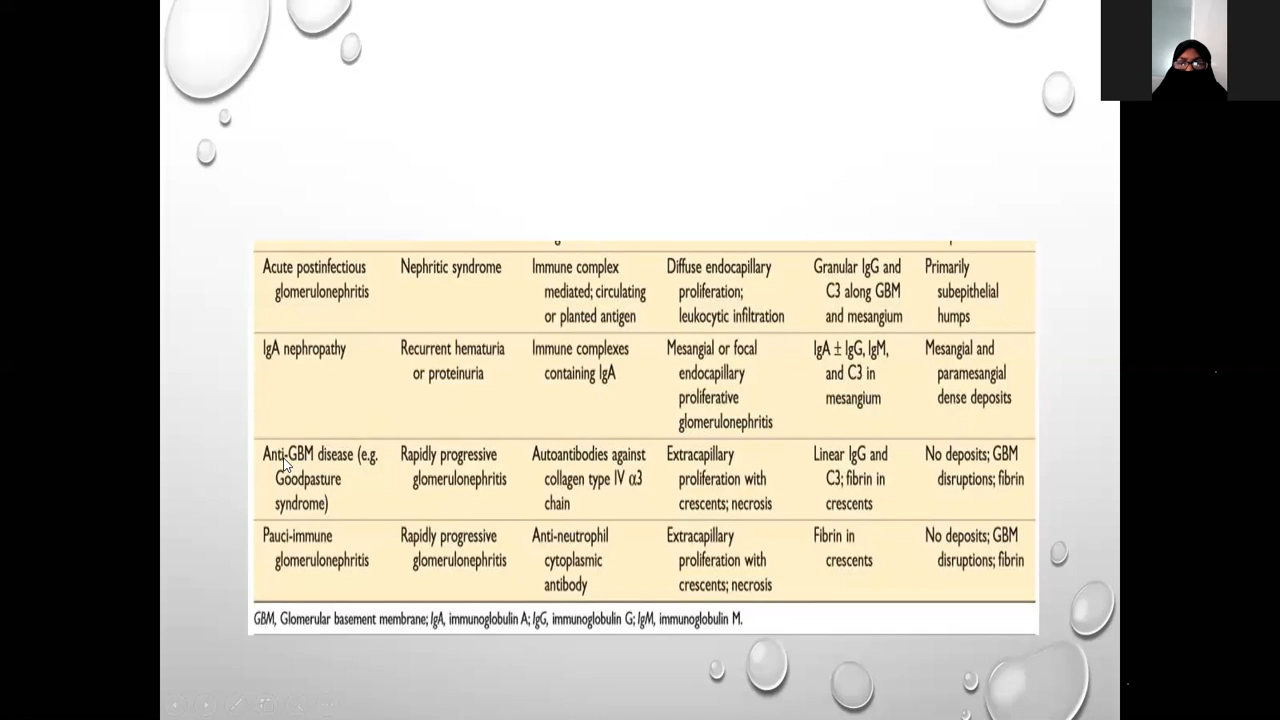 Acute postinfectious glomerulonephritis
Nephritic syndrome
Immune complex mediated; circulating or planted antigen
Diffuse endocapillary proliferation; leukocytic infiltration
Granular IgG and C3 along GBM and mesangium
Primarily subepithelial humps
IgA nephropathy
Recurrent hematuria or proteinuria
Immune complexes containing IgA
Mesangial or focal endocapillary proliferative glomerulonephritis
IgA ± IgG, IgM, and C3 in mesangium
Mesangial and paramesangial dense deposits
Anti-GBM disease (e.g. Goodpasture syndrome)
Rapidly progressive glomerulonephritis
Autoantibodies against collagen type IV α3 chain
Extracapillary proliferation with crescents; necrosis
Linear IgG and C3; fibrin in crescents
No deposits; GBM disruptions; fibrin
Pauci-immune glomerulonephritis
Rapidly progressive glomerulonephritis
Anti-neutrophil cytoplasmic antibody
Extracapillary proliferation with crescents; necrosis
Fibrin in crescents
No deposits; GBM disruptions; fibrin
GBM, Glomerular basement membrane; IgA, immunoglobulin A; IgG, immunoglobulin G; IgM, immunoglobulin M.